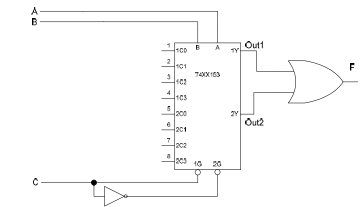 A
B
B A
1Y Out1
1 1C0
2 1C1
3 1C2
4 1C3
5 2C0
6 2C1
7 2C2
8 2C3
T4XX153
2Y Out2
F
1G 2G
C